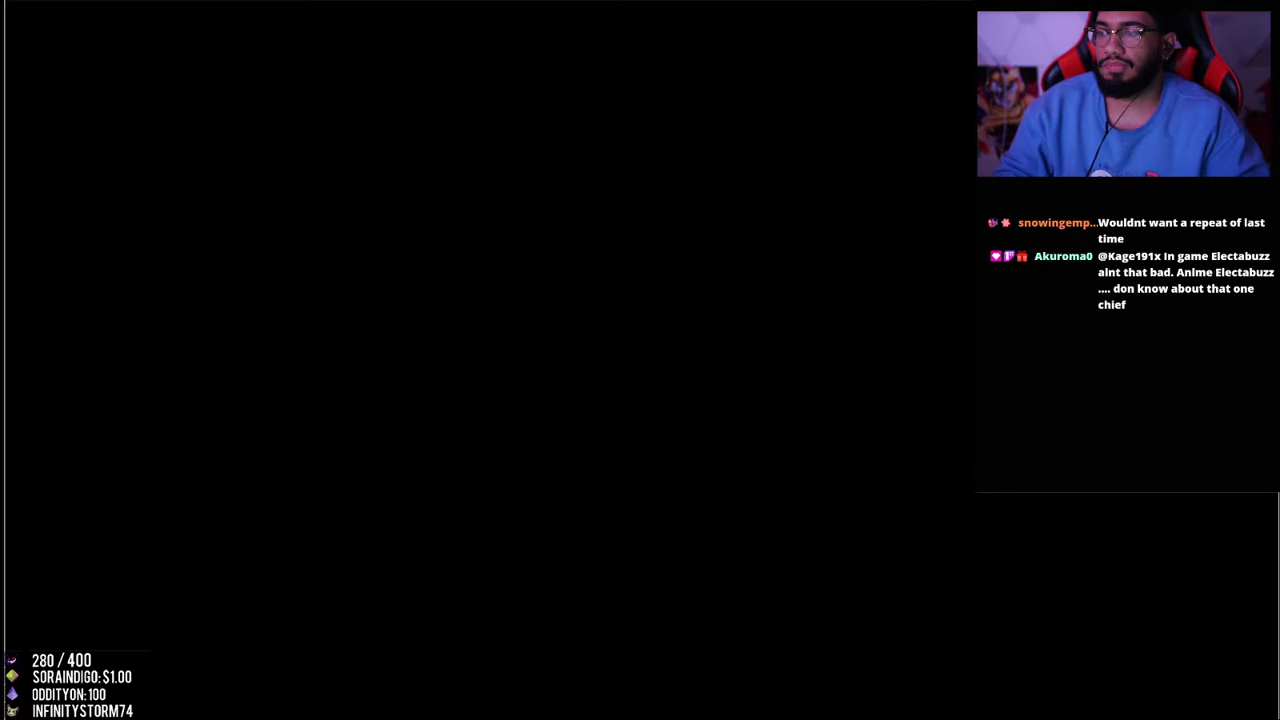 snowingemp.. Wouldnt want a repeat of last
time
Akuroma0 @Kage191x In game Electabuzz
aint that bad. Anime Electabuzz
.... don know about that one
chief
280 / 400
SORAINDIGO: $1.00
ODDITYON: 100
INFINITYSTORM74